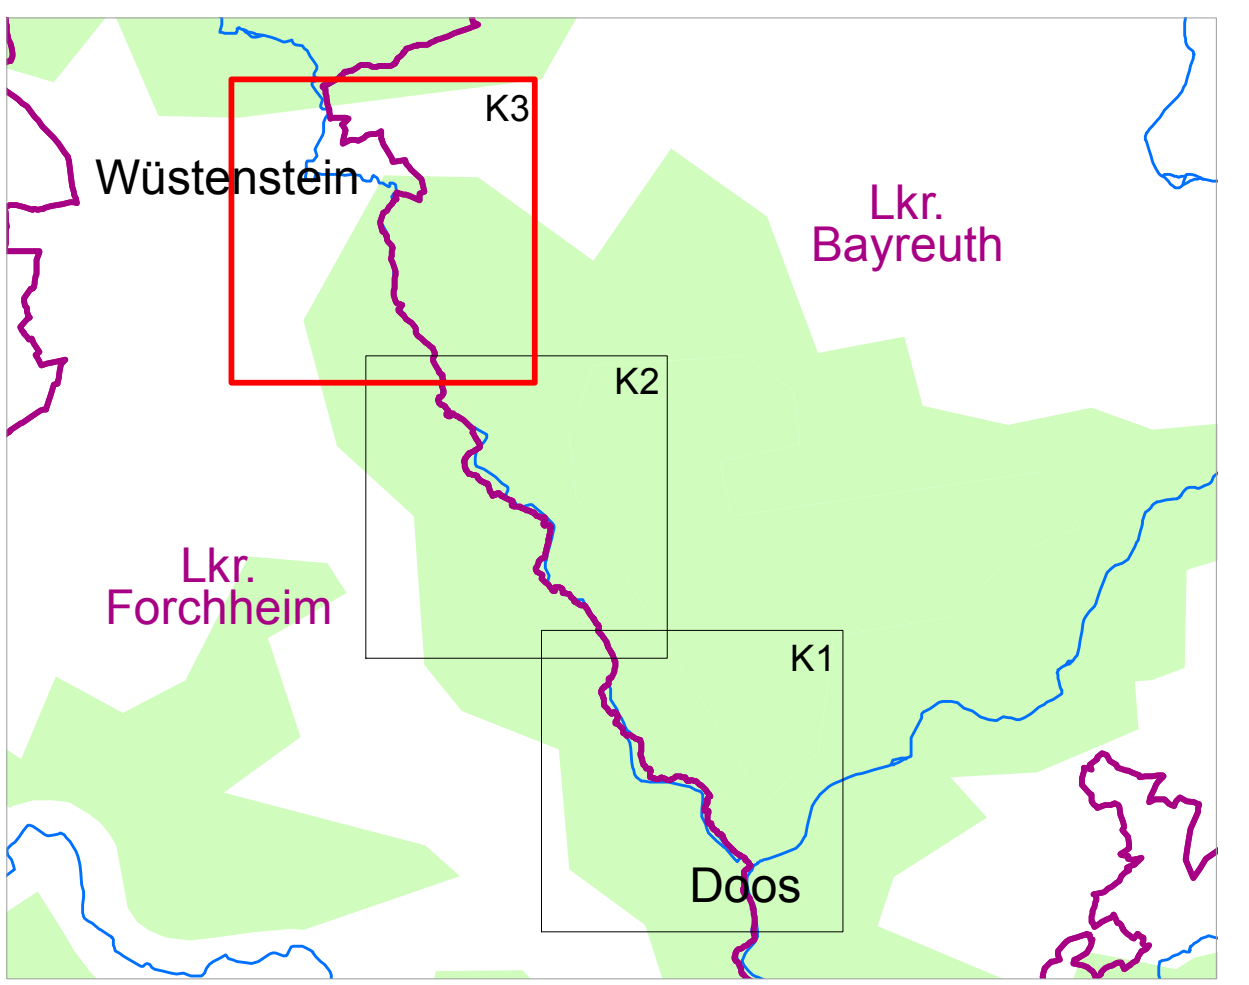 K3
Wüstenstein
Lkr.
Bayreuth
K2
Lkr.
Forchheim
K1
Doos